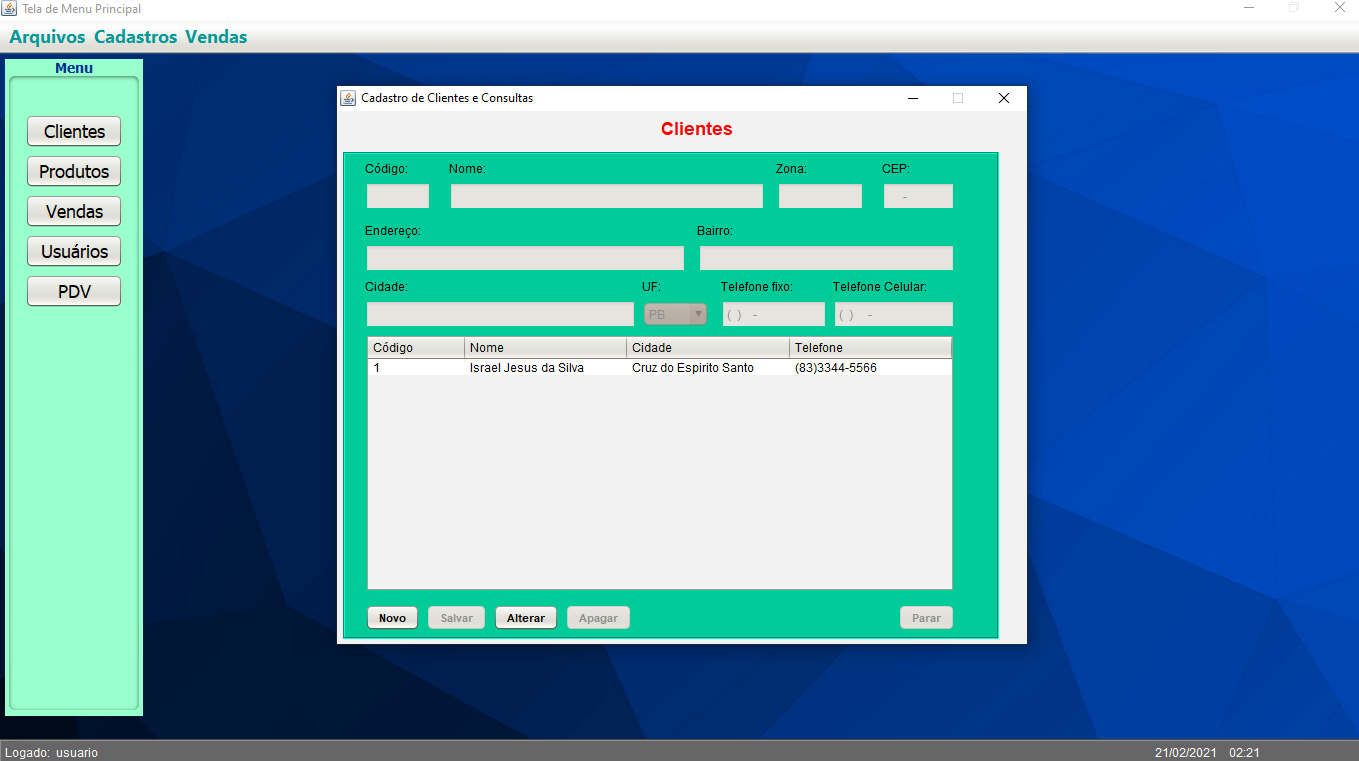 Tela de Menu Principal
Arquivos Cadastros Vendas
Menu
Clientes
Produtos
Vendas
Usuários
PDV
Cadastro de Clientes e Consultas
Clientes
Código: Nome: Zona: CEP:
-
Endereço: Bairro:
Cidade: UF: Telefone fixo: Telefone Celular:
PB ( ) - ( ) -
Código Nome Cidade Telefone
1 Israel Jesus da Silva Cruz do Espirito Santo (83)3344-5566
Novo Salvar Alterar Apagar Parar
Logado: usuario 21/02/2021 02:21